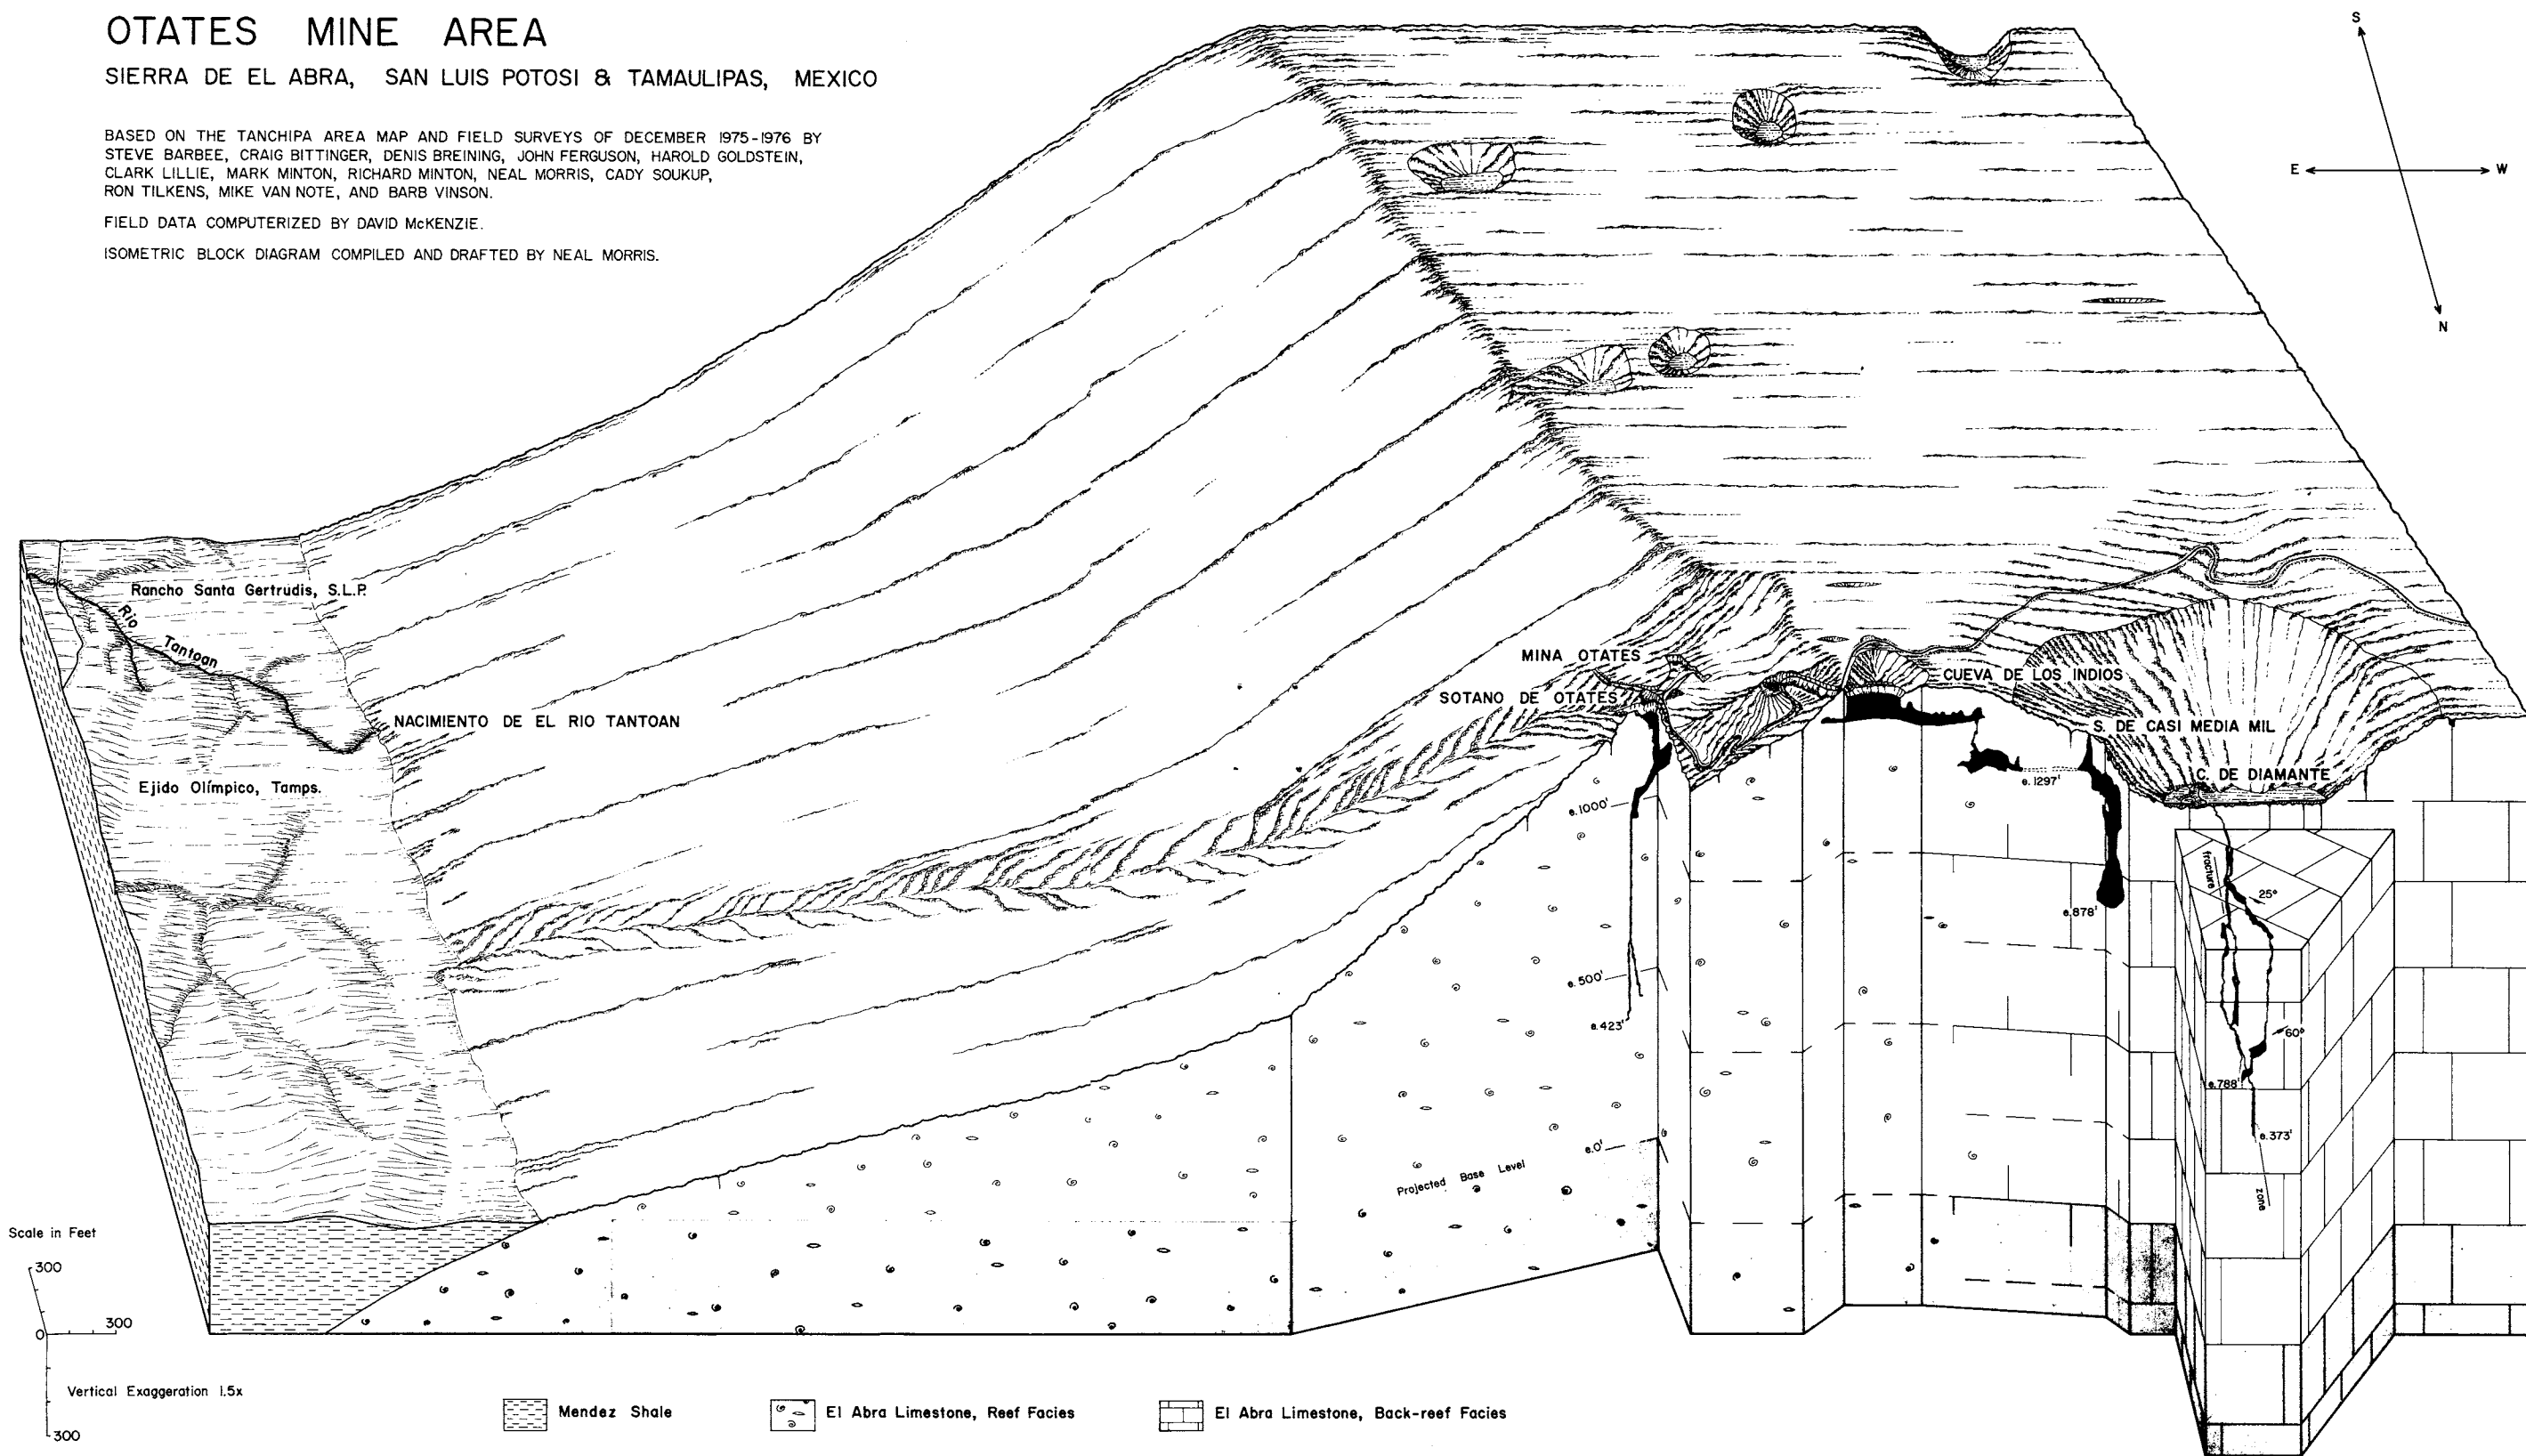 OTATES MINE AREA
SIERRA DE EL ABRA, SAN LUIS POTOSI & TAMAULIPAS, MEXICO
BASED ON THE TANCHIPA AREA MAP AND FIELD SURVEYS OF DECEMBER 1975-1976 BY
STEVE BARBEE, CRAIG BITTINGER, DENIS BREINING, JOHN FERGUSON, HAROLD GOLDSTEIN,
CLARK LILLIE, MARK MINTON, RICHARD MINTON, NEAL MORRIS, CADY SOUKUP,
RON TILKENS, MIKE VAN NOTE, AND BARB VINSON.
FIELD DATA COMPUTERIZED BY DAVID McKENZIE.
ISOMETRIC BLOCK DIAGRAM COMPILED AND DRAFTED BY NEAL MORRIS.
S
E
W
N
Rancho Santa Gertrudis, S.L.P.
Rio
Tantoan
NACIMIENTO DE EL RIO TANTOAN
Ejido Olímpico, Tamps.
MINA OTATES
SOTANO DE OTATES
CUEVA DE LOS INDIOS
S. DE CASI MEDIA MIL
C. DE DIAMANTE
e.1297'
e.1000'
e.878'
fracture
25°
e.500'
e.423'
60°
e.788'
e.373'
e.0'
Projected Base Level
zone
Scale in Feet
300
0
300
300
Vertical Exaggeration 1.5x
Mendez Shale
El Abra Limestone, Reef Facies
El Abra Limestone, Back-reef Facies